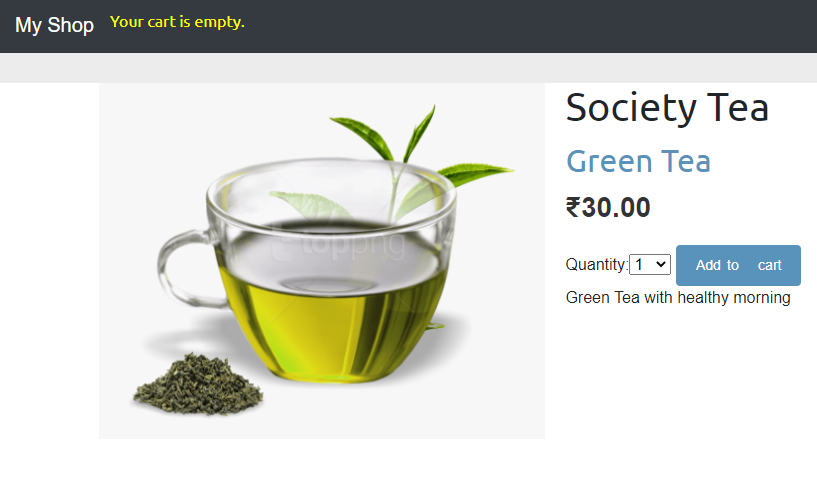 My Shop Your cart is empty.
Society Tea
Green Tea
₹30.00
Quantity: 1 Add to cart
Green Tea with healthy morning
toppng